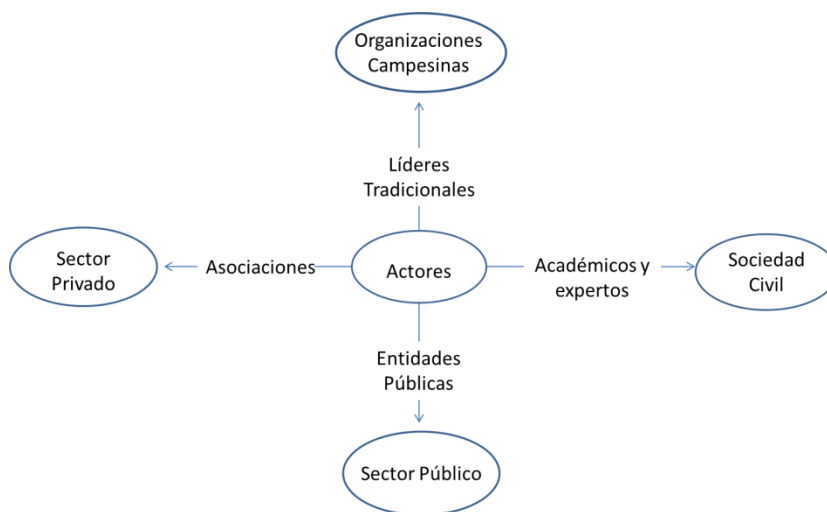 Organizaciones
Campesinas
Líderes
Tradicionales
Sector
Privado
Asociaciones
Actores
Académicos y
expertos
Sociedad
Civil
Entidades
Públicas
Sector Público